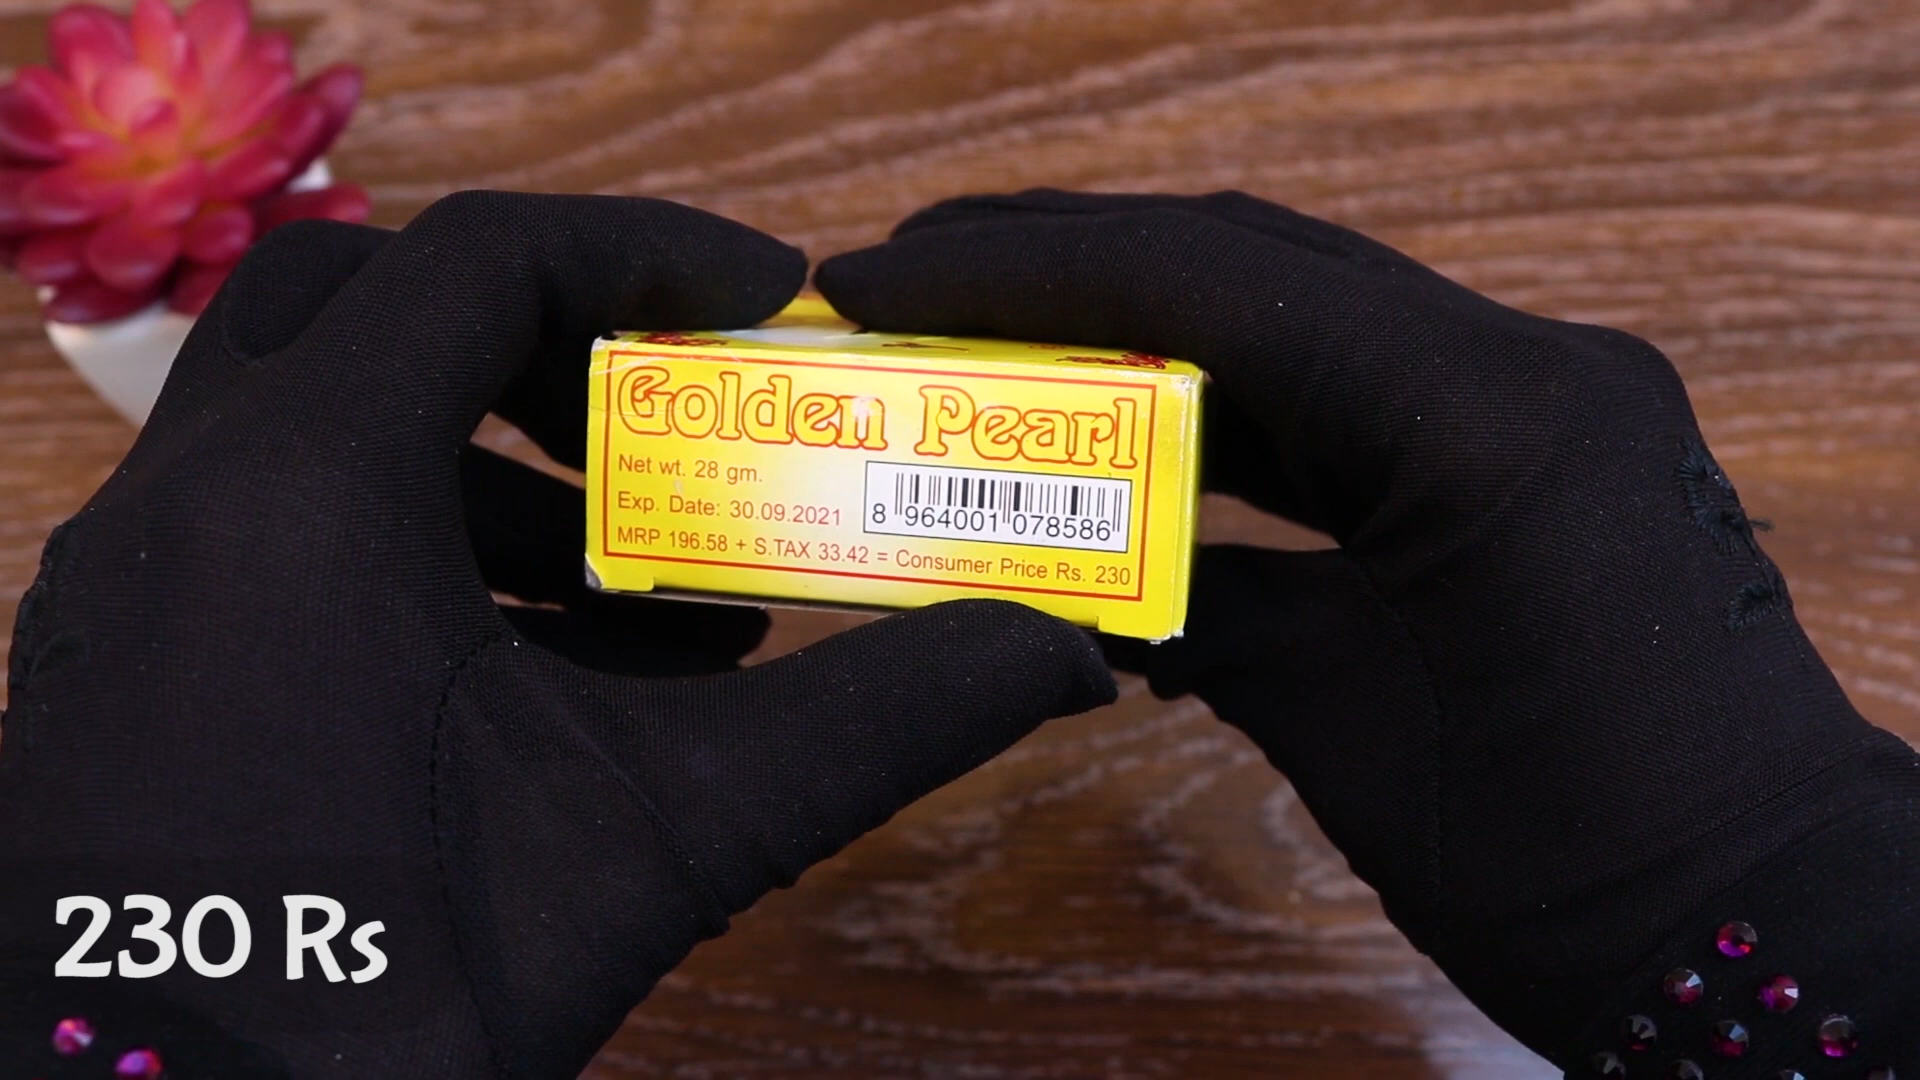 Golden Pearl
Net wt. 28 gm.
Exp. Date: 30.09.2021
8 964001 078586
MRP 196.58 + S.TAX 33.42 = Consumer Price Rs. 230
230 Rs